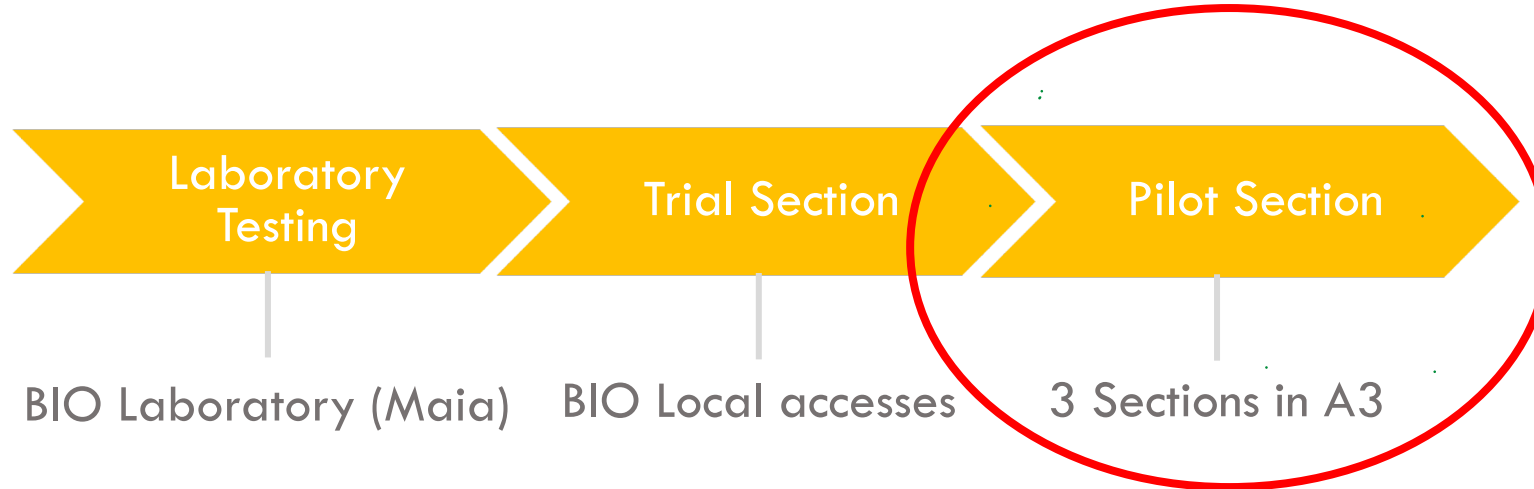 Laboratory
Testing
Trial Section
Pilot Section
BIO Laboratory (Maia)
BIO Local accesses
3 Sections in A3